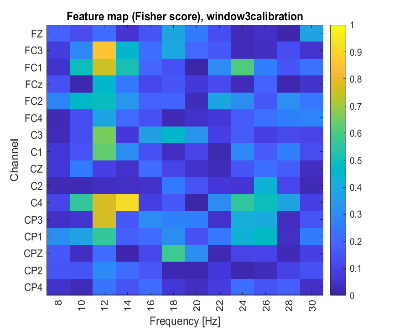 Feature map (Fisher score), window3calibration
FZ
FC3
FC1
FCz
FC2
FC4
C3
C1
CZ
C2
C4
CP3
CP1
CPZ
CP2
CP4
Channel
8 10 12 14 16 18 20 22 24 26 28 30
Frequency [Hz]
1
0.9
0.8
0.7
0.6
0.5
0.4
0.3
0.2
0.1
0